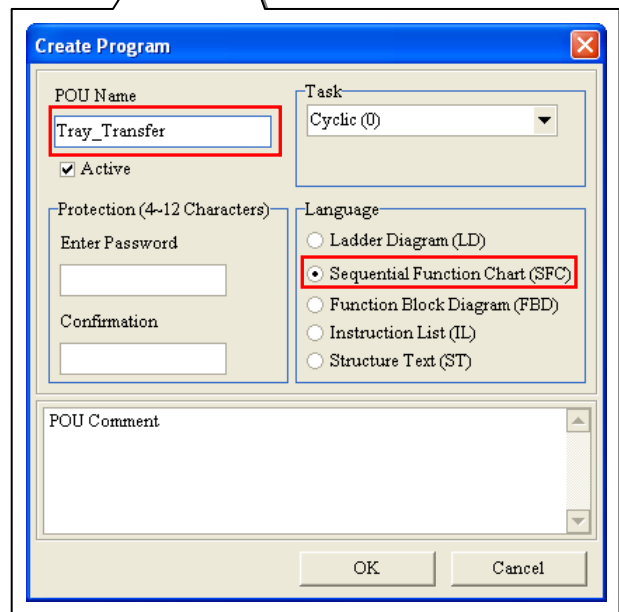 Create Program
POU Name
Tray_Transfer
Active
Task
Cyclic (0)
Protection (4~12 Characters)
Enter Password
Confirmation
Language
Ladder Diagram (LD)
Sequential Function Chart (SFC)
Function Block Diagram (FBD)
Instruction List (IL)
Structure Text (ST)
POU Comment
OK
Cancel